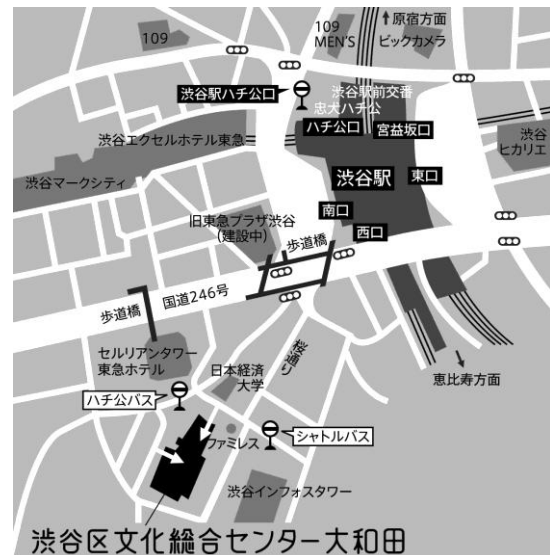 109
109
MEN'S
↑原宿方面
ビックカメラ
渋谷駅ハチ公口
渋谷駅前交番
忠犬ハチ公
ハチ公口
宮益坂口
渋谷エクセルホテル東急
渋谷
ヒカリエ
渋谷マークシティ
渋谷駅
東口
南口
西口
旧東急プラザ渋谷
(建設中)
歩道橋
国道246号
歩道橋
セルリアンタワー
東急ホテル
桜通り
日本経済
大学
恵比寿方面
ハチ公バス
ファミレス
シャトルバス
渋谷インフォスタワー
渋谷区文化総合センター大和田